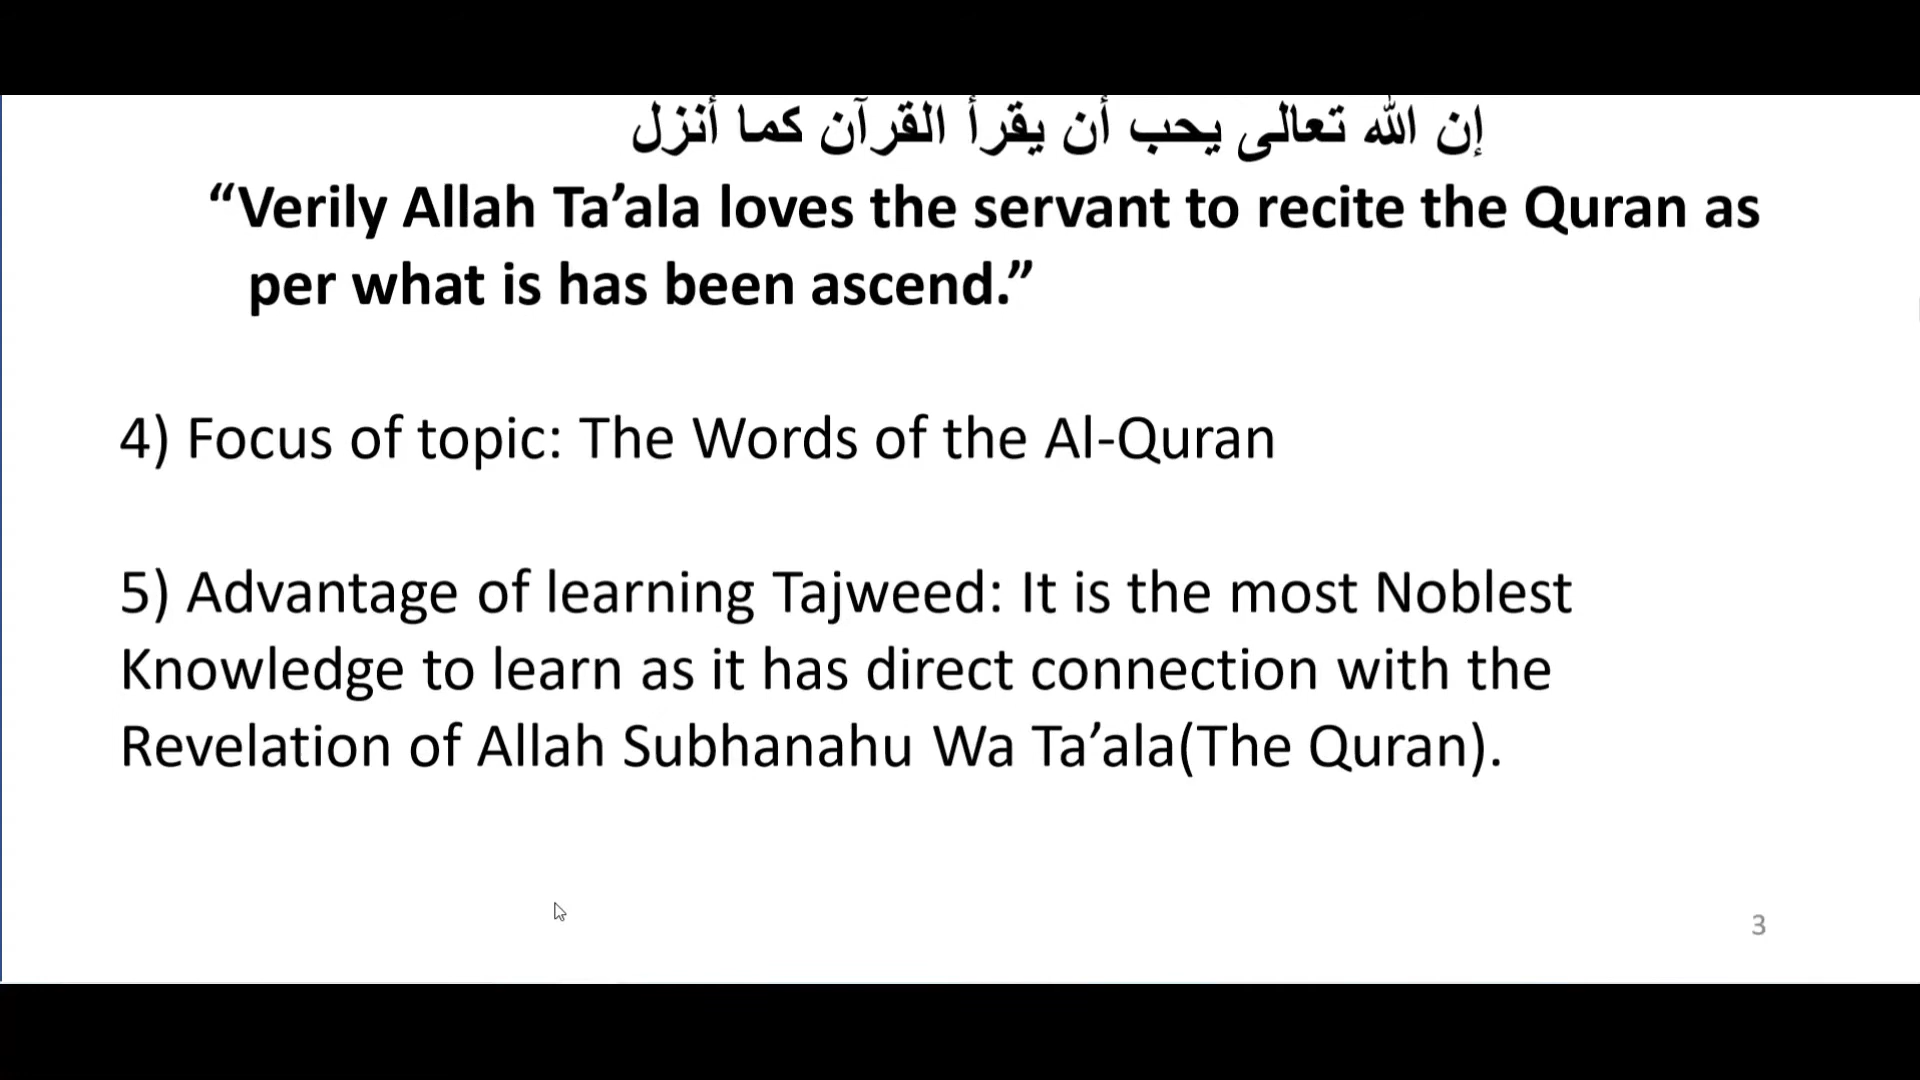 إن الله تعالى يحب أن يقرأ القرآن كما أنزل
“Verily Allah Ta’ala loves the servant to recite the Quran as
per what is has been ascend.”
4) Focus of topic: The Words of the Al-Quran
5) Advantage of learning Tajweed: It is the most Noblest
Knowledge to learn as it has direct connection with the
Revelation of Allah Subhanahu Wa Ta’ala(The Quran).
3